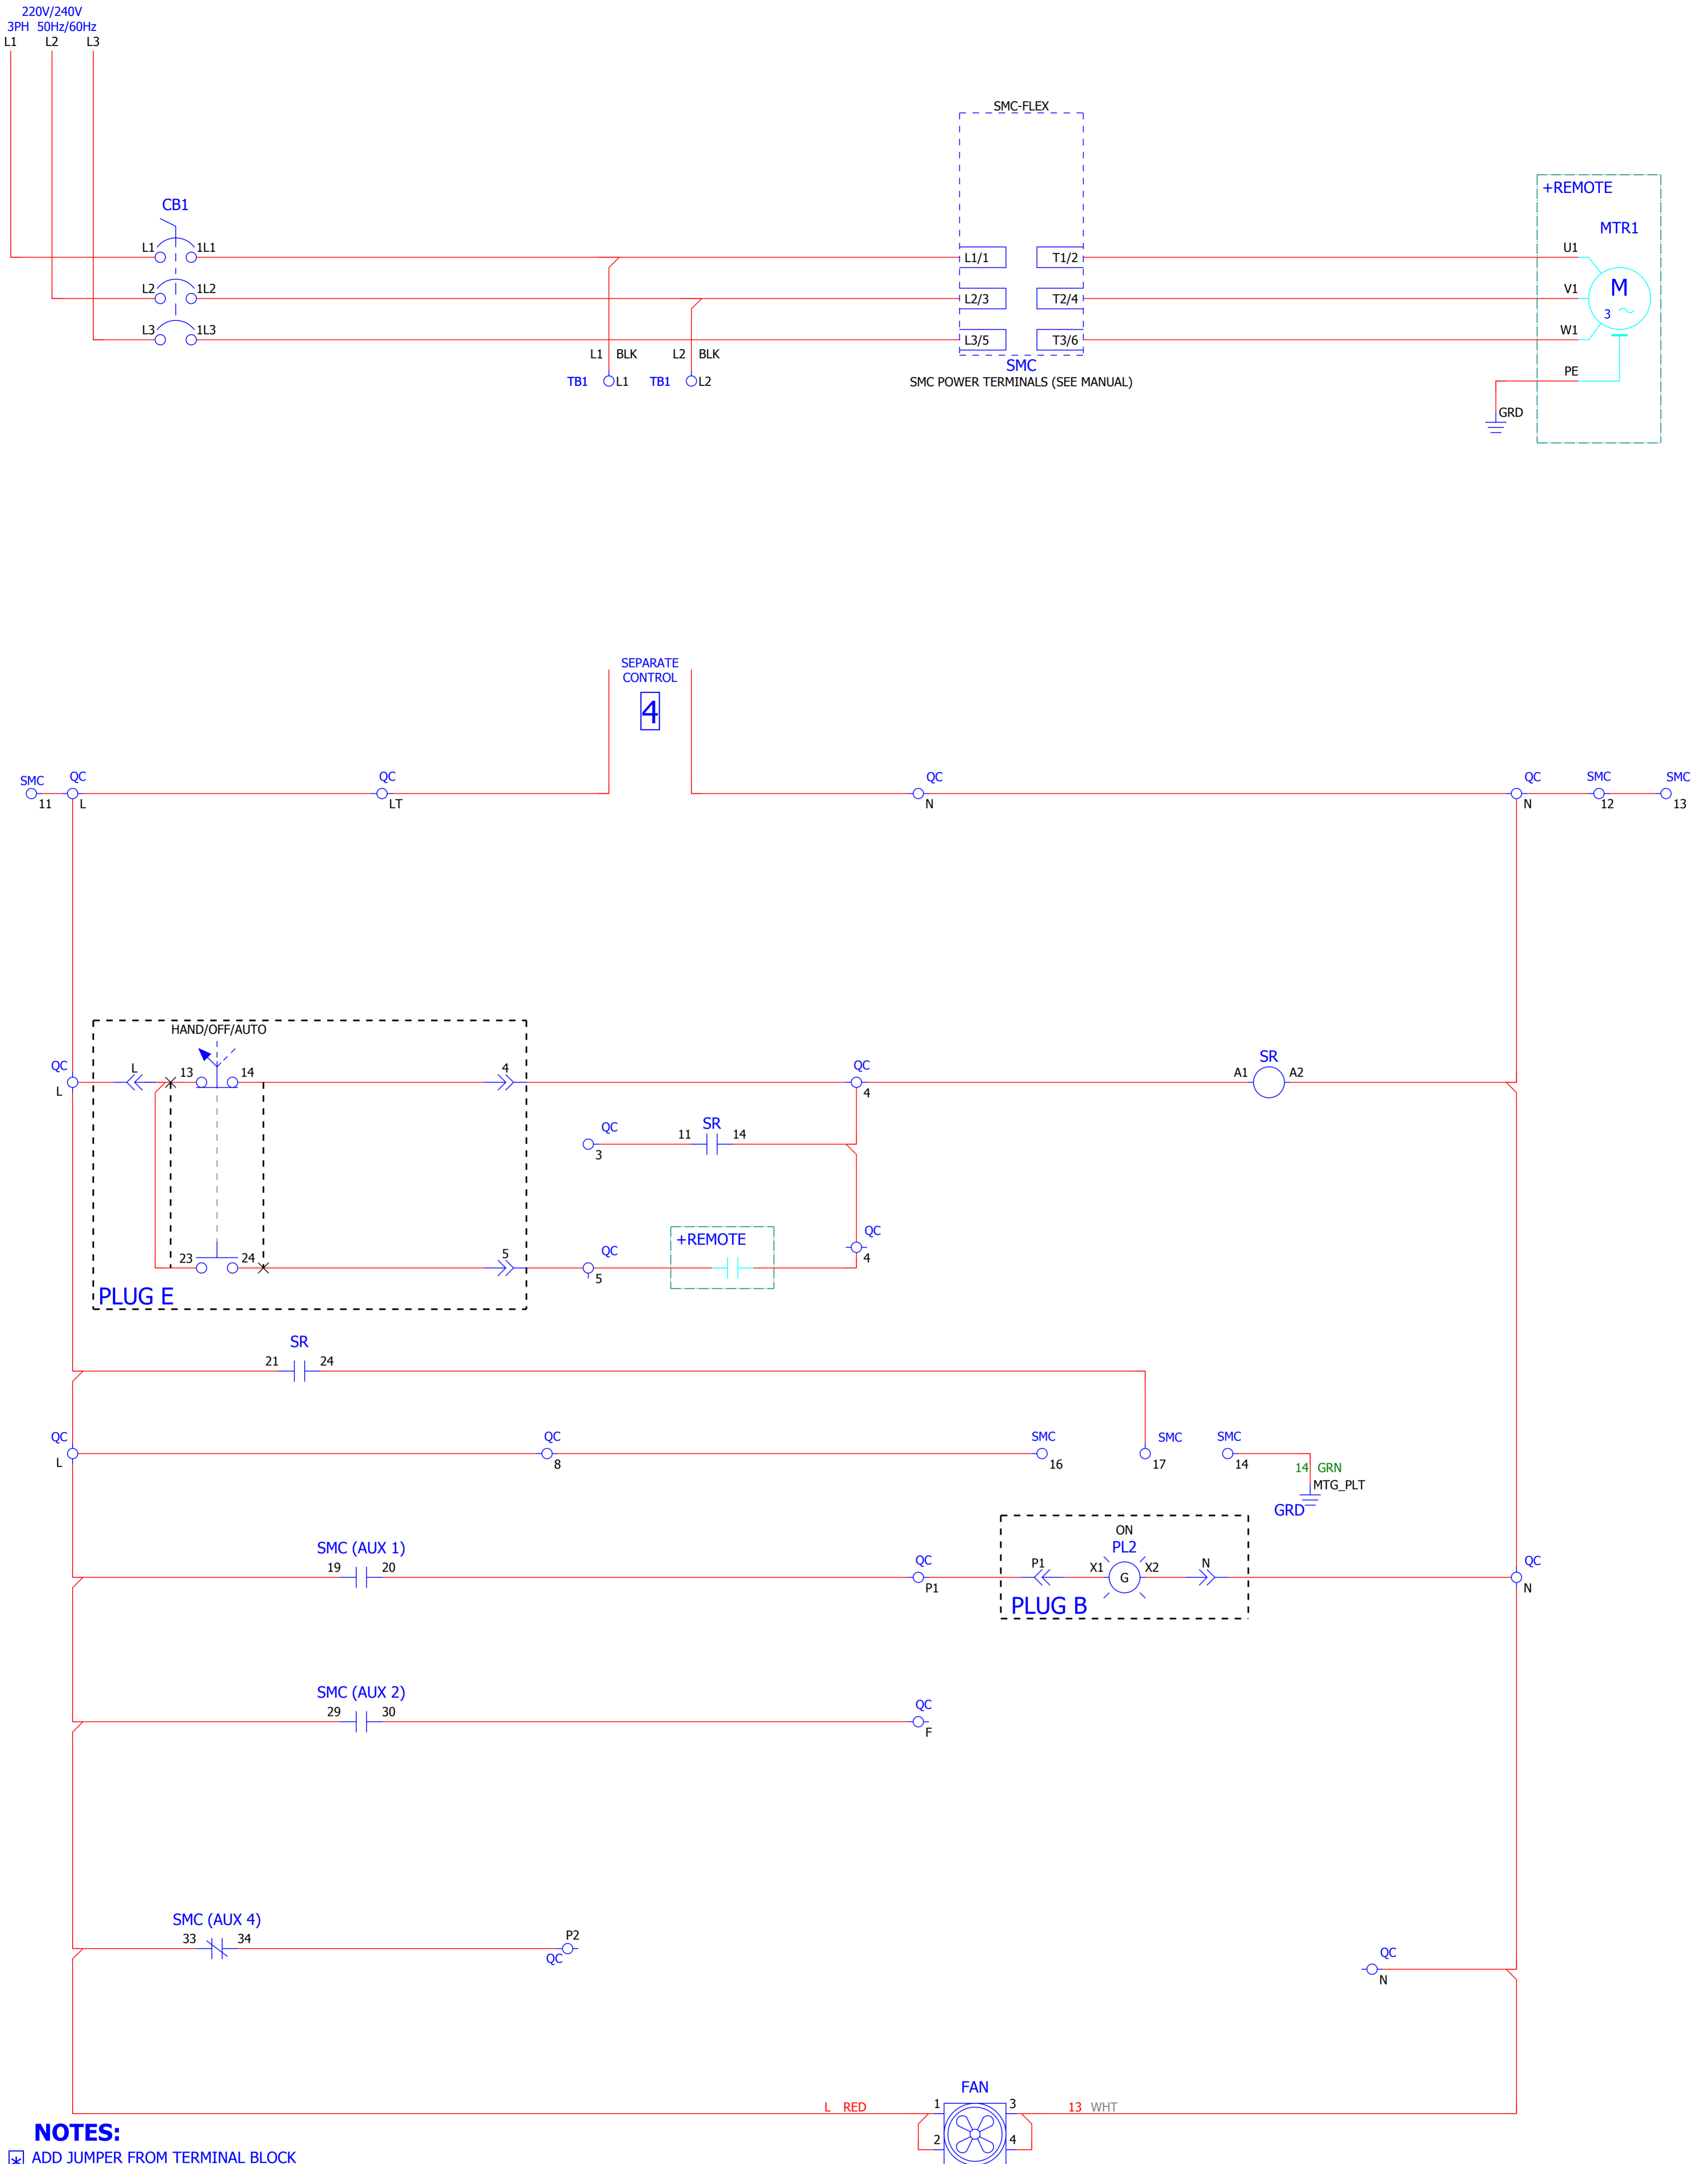 220V/240V
3PH 50Hz/60Hz
L1 L2 L3
SMC-FLEX
+REMOTE
CB1
MTR1
L1 1L1 L1/1 T1/2 U1
L2 1L2 L2/3 T2/4 V1 M
3
L3 1L3 L3/5 T3/6 W1
L1 BLK L2 BLK
SMC
TB1 L1 TB1 L2
SMC POWER TERMINALS (SEE MANUAL)
PE
GRD
SEPARATE
CONTROL
4
SMC QC QC QC QC SMC SMC
11 L LT N N 12 13
HAND/OFF/AUTO
QC L 13 14 4 QC SR
A1 A2
L 4
QC 11 SR 14
3
+REMOTE QC
23 24 5 QC 4
5
PLUG E
SR
21 24
QC QC SMC SMC SMC
L 8 16 17 14
14 GRN
MTG_PLT
GRD
ON
SMC (AUX 1) PL2
19 20 QC P1 X1 G X2 N QC
P1 N
PLUG B
SMC (AUX 2)
29 30 QC
F
SMC (AUX 4)
33 34 P2
QC
QC
N
FAN
L RED 1 3 13 WHT
2 4
NOTES:
* ADD JUMPER FROM TERMINAL BLOCK